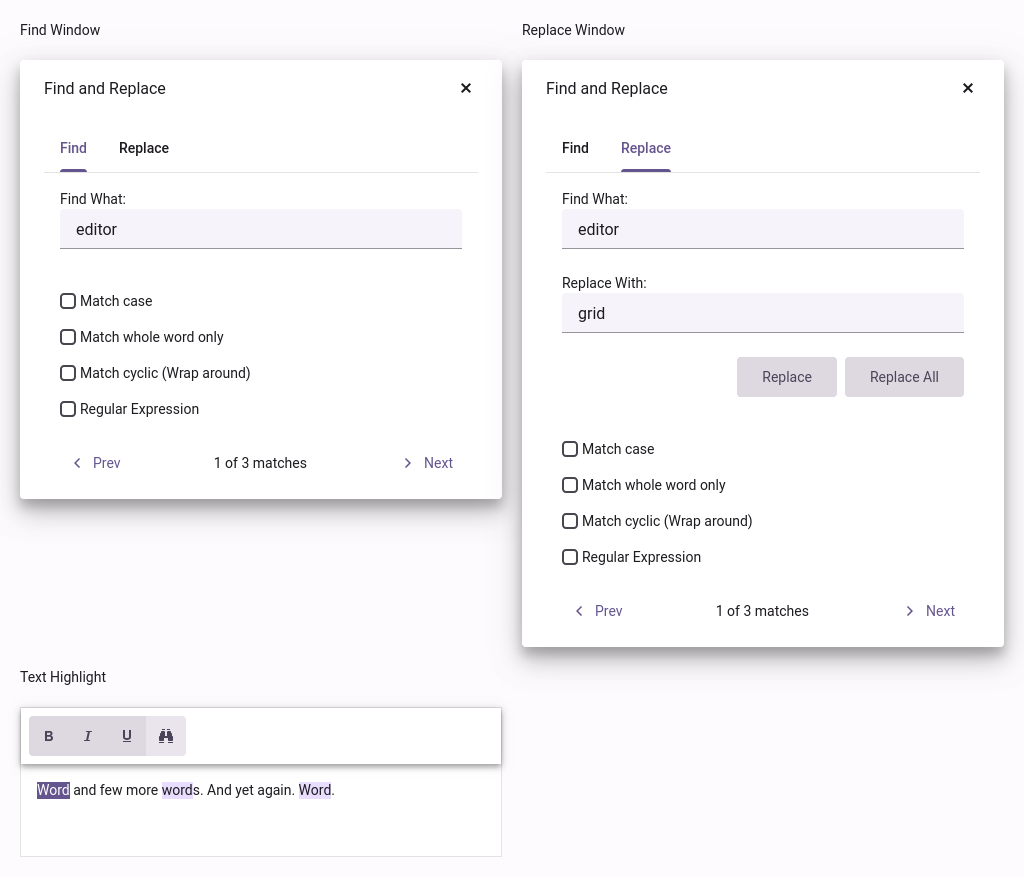 Find Window
Find and Replace
Find Replace
Find What:
editor
Match case
Match whole word only
Match cyclic (Wrap around)
Regular Expression
Prev 1 of 3 matches Next
Replace Window
Find and Replace
Find Replace
Find What:
editor
Replace With:
grid
Replace Replace All
Match case
Match whole word only
Match cyclic (Wrap around)
Regular Expression
Prev 1 of 3 matches Next
Text Highlight
B I U
Word and few more words. And yet again. Word.